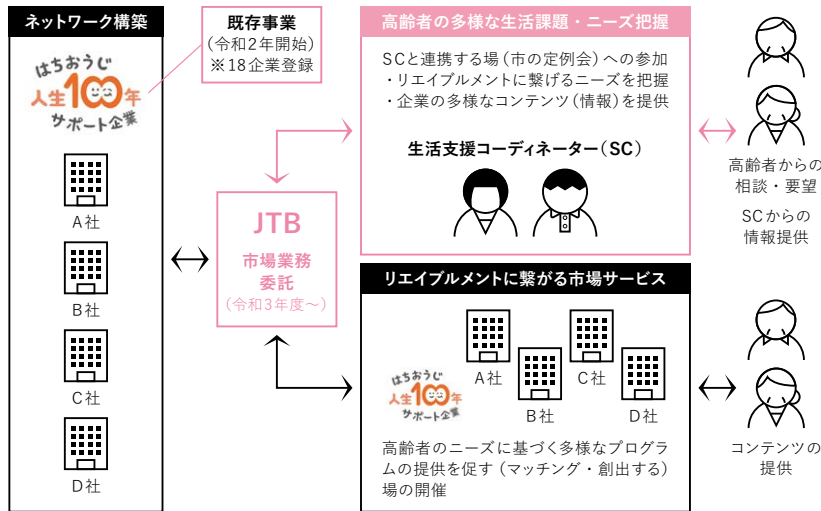 ネットワーク構築
はちおうじ
人生100年
サポート企業
A社
B社
C社
D社
既存事業
（令和2年開始）
※18企業登録
JTB
市場業務
委託
（令和3年度～）
高齢者の多様な生活課題・ニーズ把握
SCと連携する場（市の定例会）への参加
・リエイブルメントに繋げるニーズを把握
・企業の多様なコンテンツ（情報）を提供
生活支援コーディネーター（SC）
高齢者からの
相談・要望
SCからの
情報提供
リエイブルメントに繋がる市場サービス
はちおうじ
人生100年
サポート企業
A社
B社
C社
D社
高齢者のニーズに基づく多様なプログラ
ムの提供を促す（マッチング・創出する）
場の開催
コンテンツの
提供